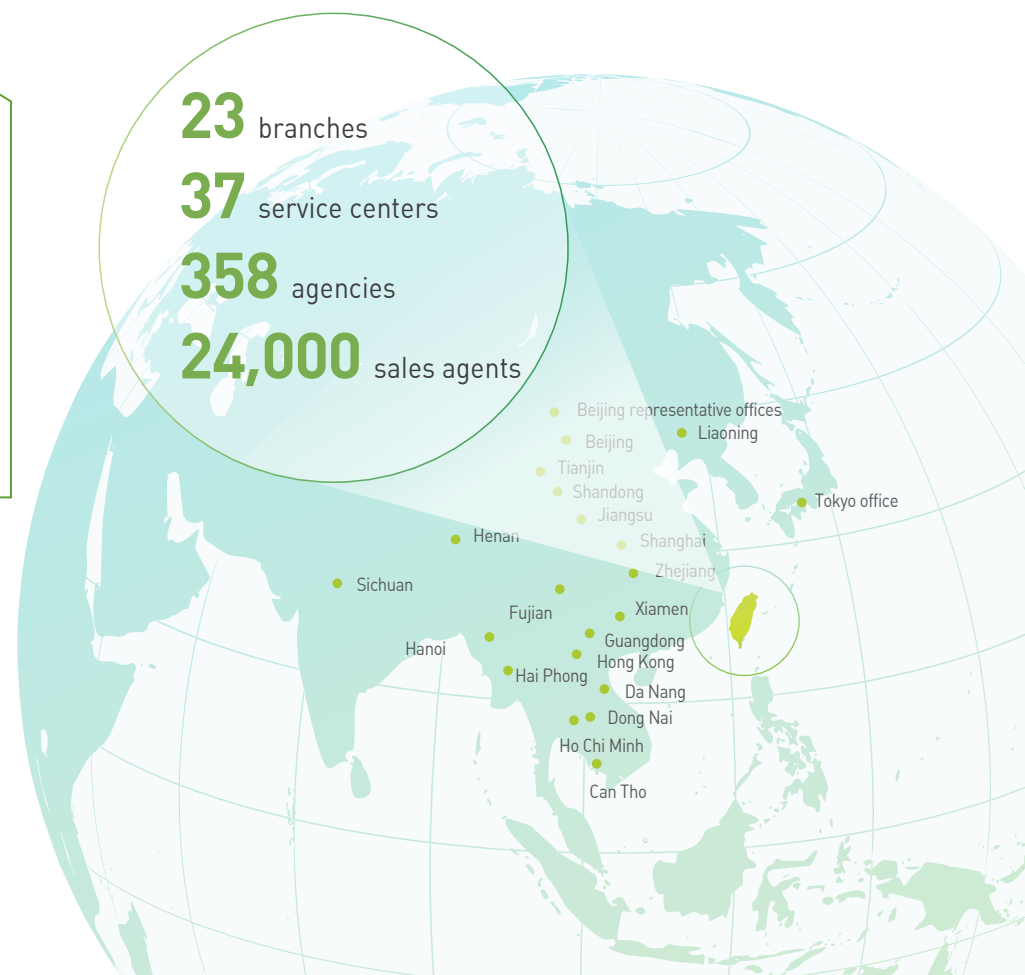 23 branches
37 service centers
358 agencies
24,000 sales agents
Beijing representative offices
Liaoning
Beijing
Tianjin
Shandong
Tokyo office
Jiangsu
Henan
Shanghai
Zhejiang
Sichuan
Fujian
Xiamen
Guangdong
Hanoi
Hong Kong
Hai Phong
Da Nang
Dong Nai
Ho Chi Minh
Can Tho